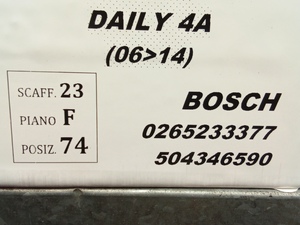 DAILY 4A
(06>14)
SCAFF. 23
PIANO F
POSIZ. 74
BOSCH
0265233377
504346590